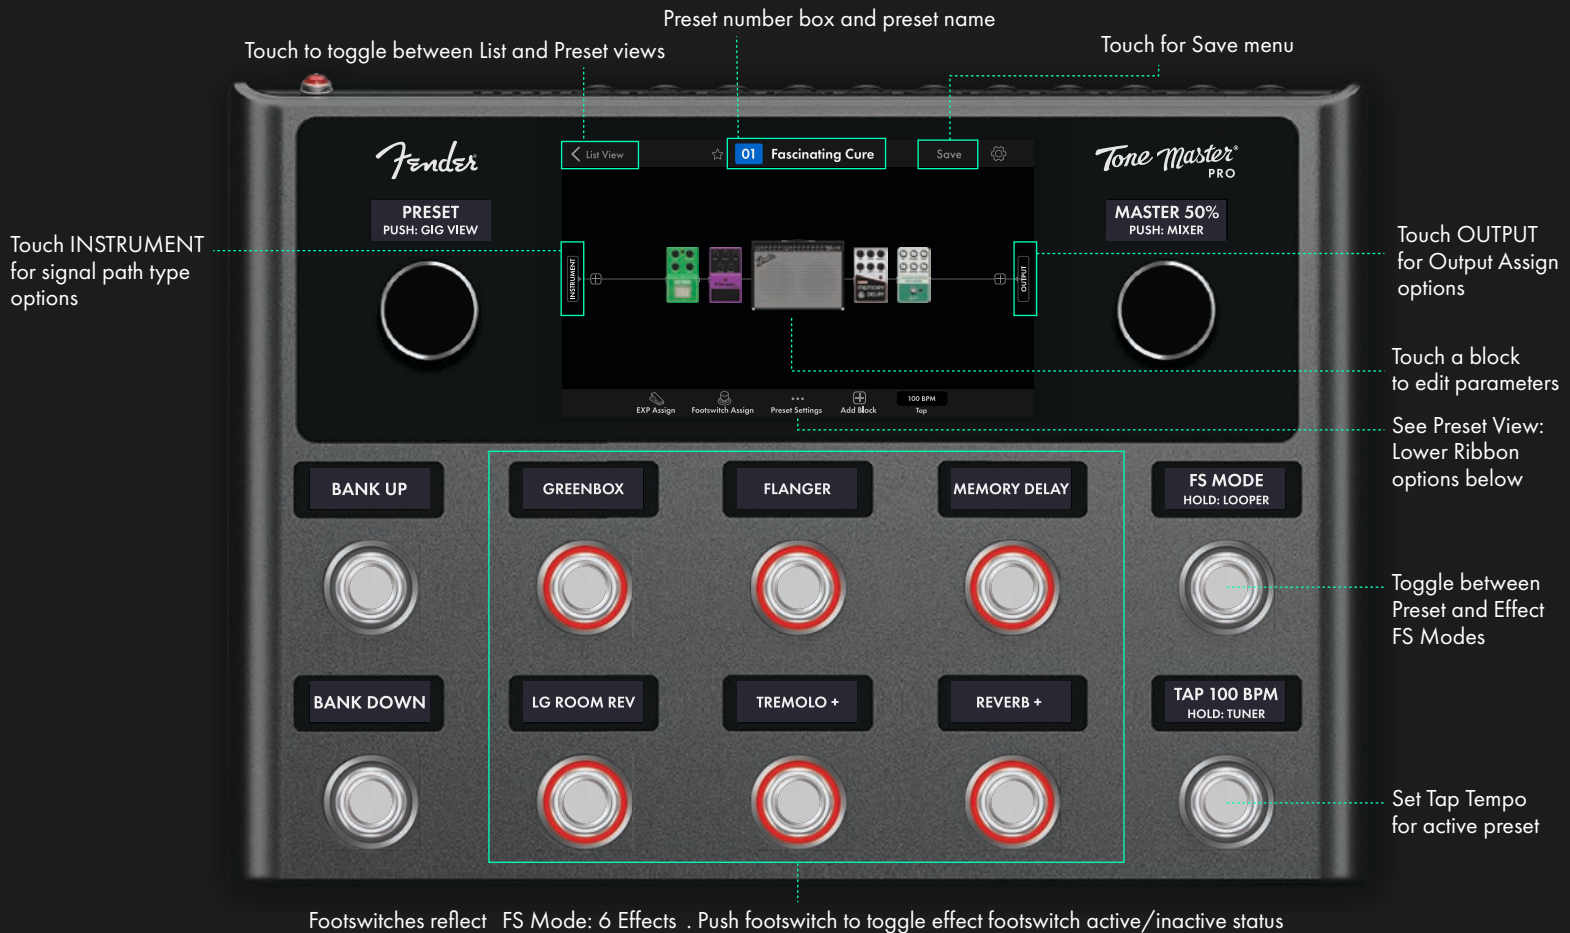 Preset number box and preset name
Touch to toggle between List and Preset views
Touch for Save menu
Fender
List View
01 Fascinating Cure
Save
Tone Master®
PRO
PRESET
PUSH: GIG VIEW
MASTER 50%
PUSH: MIXER
Touch INSTRUMENT
for signal path type
options
INSTRUMENT
MEMORY
DELAY
OUTPUT
Touch OUTPUT
for Output Assign
options
Touch a block
to edit parameters
EXP Assign
Footswitch Assign
Preset Settings
Add Block
100 BPM
Tap
See Preset View:
Lower Ribbon
options below
BANK UP
GREENBOX
FLANGER
MEMORY DELAY
FS MODE
HOLD: LOOPER
Toggle between
Preset and Effect
FS Modes
BANK DOWN
LG ROOM REV
TREMOLO +
REVERB +
TAP 100 BPM
HOLD: TUNER
Set Tap Tempo
for active preset
Footswitches reflect FS Mode: 6 Effects . Push footswitch to toggle effect footswitch active/inactive status